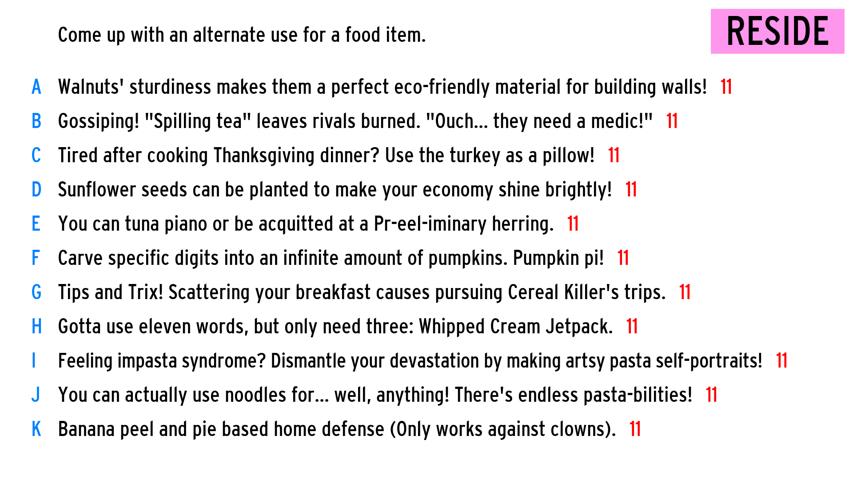 Come up with an alternate use for a food item.
RESIDE
A Walnuts' sturdiness makes them a perfect eco-friendly material for building walls! 11
B Gossiping! "Spilling tea" leaves rivals burned. "Ouch... they need a medic!" 11
C Tired after cooking Thanksgiving dinner? Use the turkey as a pillow! 11
D Sunflower seeds can be planted to make your economy shine brightly! 11
E You can tuna piano or be acquitted at a Pr-eel-iminary herring. 11
F Carve specific digits into an infinite amount of pumpkins. Pumpkin pi! 11
G Tips and Trix! Scattering your breakfast causes pursuing Cereal Killer's trips. 11
H Gotta use eleven words, but only need three: Whipped Cream Jetpack. 11
I Feeling impasta syndrome? Dismantle your devastation by making artsy pasta self-portraits! 11
J You can actually use noodles for... well, anything! There's endless pasta-bilities! 11
K Banana peel and pie based home defense (Only works against clowns). 11